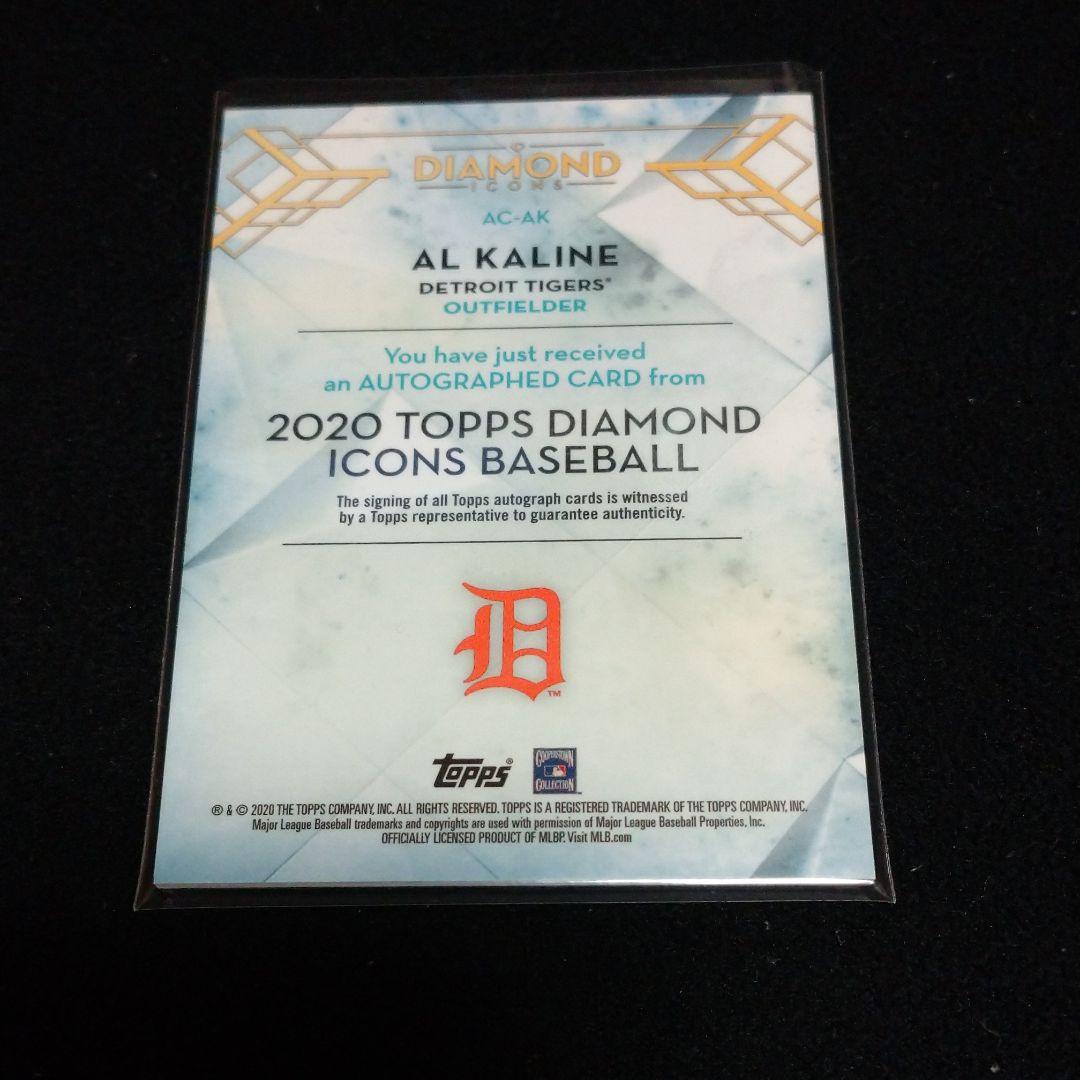 DIAMOND
ICONS
AC-AK
AL KALINE
DETROIT TIGERS®
OUTFIELDER
You have just received
an AUTOGRAPHED CARD from
2020 TOPPS DIAMOND
ICONS BASEBALL
The signing of all Topps autograph cards is witnessed
by a Topps representative to guarantee authenticity.
D
TM
topps®
COOPERSTOWN
COLLECTION
® & © 2020 THE TOPPS COMPANY, INC. ALL RIGHTS RESERVED. TOPPS IS A REGISTERED TRADEMARK OF THE TOPPS COMPANY, INC.
Major League Baseball trademarks and copyrights are used with permission of Major League Baseball Properties, Inc.
OFFICIALLY LICENSED PRODUCT OF MLBP. Visit MLB.com